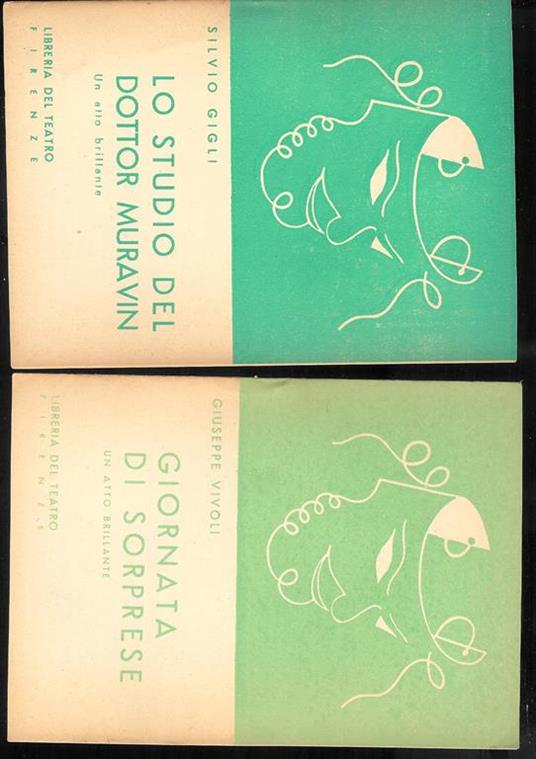 SILVIO GIGLI
LO STUDIO DEL
DOTTOR MURAVIN
Un atto brillante
LIBRERIA DEL TEATRO
FIRENZE
GIUSEPPE VIVOLI
GIORNATA
DI SORPRESE
UN ATTO BRILLANTE
LIBRERIA DEL TEATRO
FIRENZE